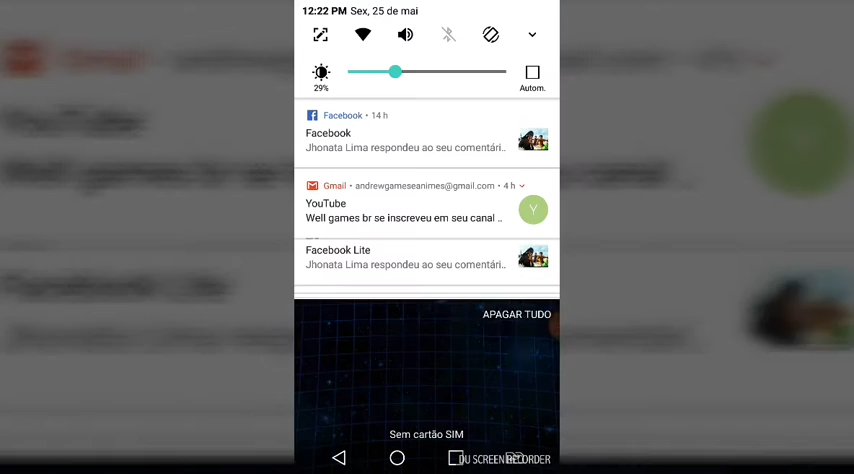 12:22 PM Sex, 25 de mai
29%
Autom.
Facebook • 14 h
Facebook
Jhonata Lima respondeu ao seu comentári..
Gmail • andrewgameseanimes@gmail.com • 4 h
YouTube
Well games br se inscreveu em seu canal ..
Y
Facebook Lite
Jhonata Lima respondeu ao seu comentári..
APAGAR TUDO
Sem cartão SIM
DU SCREEN RECORDER